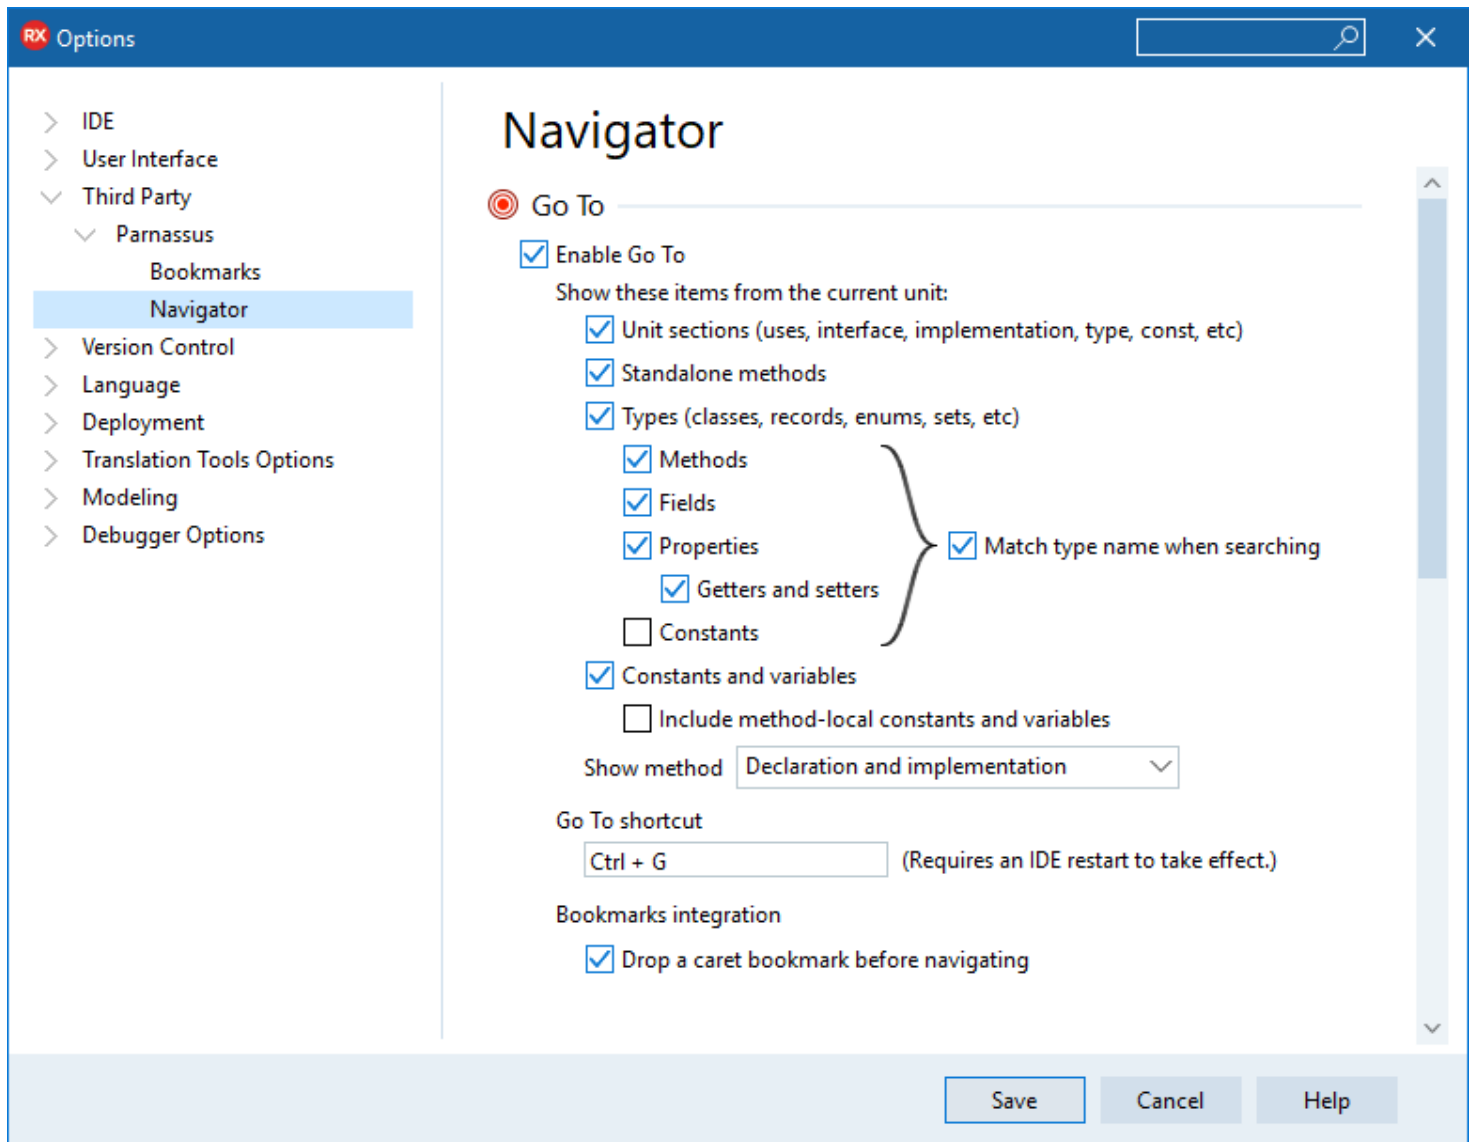 RX Options
IDE
User Interface
Third Party
Parnassus
Bookmarks
Navigator
Version Control
Language
Deployment
Translation Tools Options
Modeling
Debugger Options
Navigator
Go To
Enable Go To
Show these items from the current unit:
Unit sections (uses, interface, implementation, type, const, etc)
Standalone methods
Types (classes, records, enums, sets, etc)
Methods
Fields
Properties
Match type name when searching
Getters and setters
Constants
Constants and variables
Include method-local constants and variables
Show method Declaration and implementation
Go To shortcut
Ctrl + G (Requires an IDE restart to take effect.)
Bookmarks integration
Drop a caret bookmark before navigating
Save Cancel Help